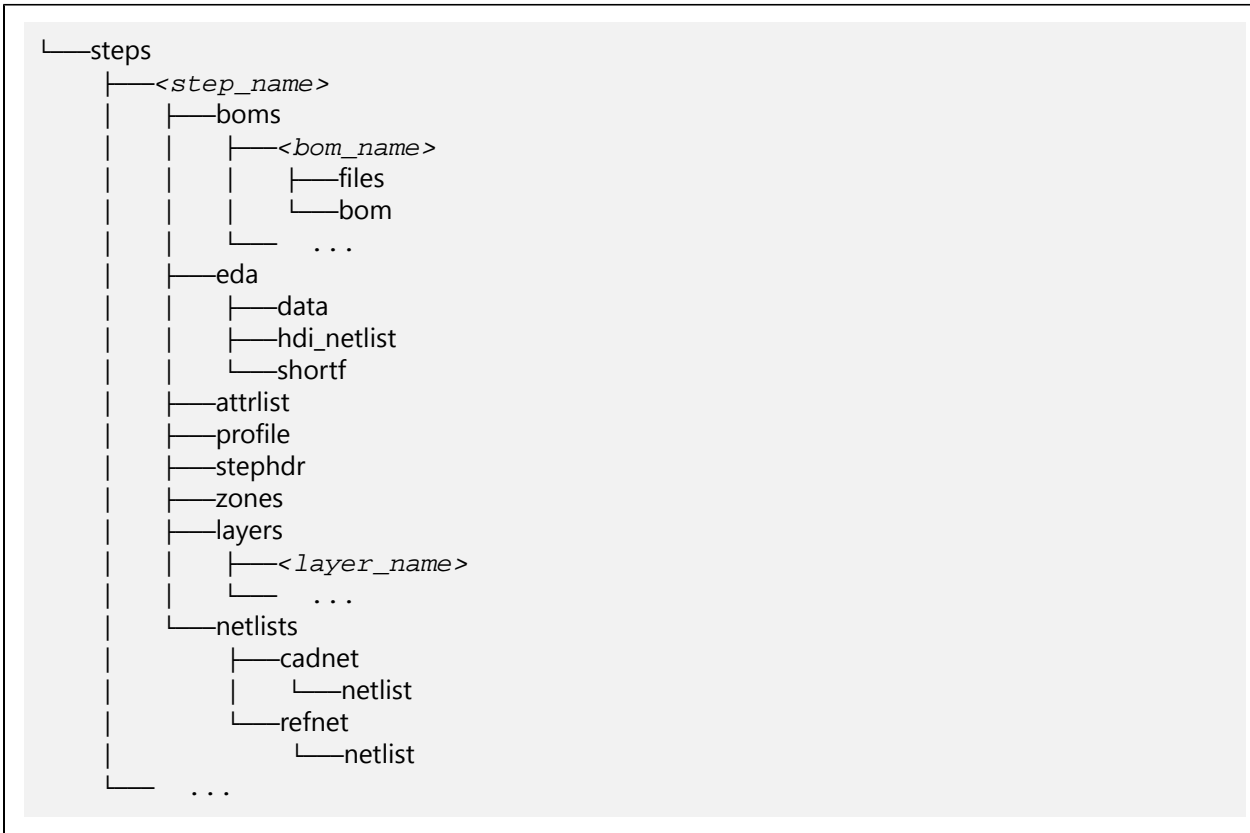 └───steps
    ├───<step_name>
    │   ├───boms
    │   │   ├───<bom_name>
    │   │   │   ├───files
    │   │   │   └───bom
    │   │   └─── ...
    │   ├───eda
    │   │   ├───data
    │   │   ├───hdi_netlist
    │   │   └───shortf
    │   ├───attrlist
    │   ├───profile
    │   ├───stephdr
    │   ├───zones
    │   ├───layers
    │   │   ├───<layer_name>
    │   │   └─── ...
    │   └───netlists
    │       ├───cadnet
    │       │   └───netlist
    │       └───refnet
    │           └───netlist
    └─── ...